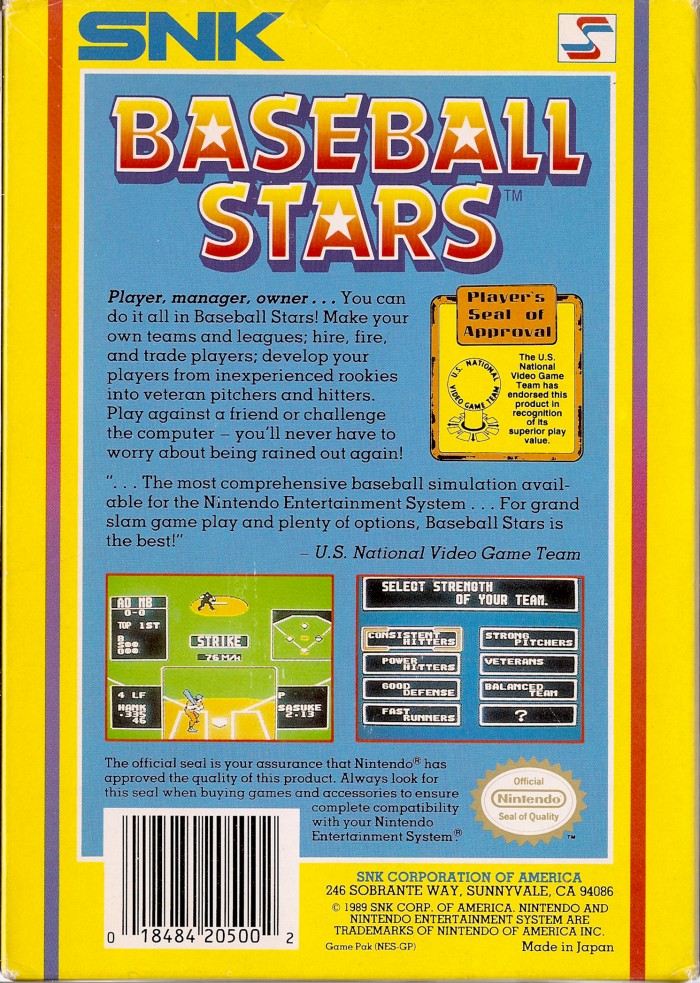 SNK
BASEBALL
STARS™
Player, manager, owner . . . You can
do it all in Baseball Stars! Make your
own teams and leagues; hire, fire,
and trade players; develop your
players from inexperienced rookies
into veteran pitchers and hitters.
Play against a friend or challenge
the computer – you'll never have to
worry about being rained out again!
Player's
Seal of
Approval
U.S. NATIONAL
VIDEO GAME TEAM
The U.S.
National
Video Game
Team has
endorsed this
product in
recognition
of its
superior play
value.
". . . The most comprehensive baseball simulation avail-
able for the Nintendo Entertainment System . . . For grand
slam game play and plenty of options, Baseball Stars is
the best!"
– U.S. National Video Game Team
AD MB
0-0
TOP 1ST
B
S00
000
STRIKE
76 M/H
4 LF
HANK
.335
46
P
SASUKE
2.13
SELECT STRENGTH
OF YOUR TEAM.
CONSISTENT
HITTERS
STRONG
PITCHERS
POWER
HITTERS
VETERANS
GOOD
DEFENSE
BALANCED
TEAM
FAST
RUNNERS
?
The official seal is your assurance that Nintendo® has
approved the quality of this product. Always look for
this seal when buying games and accessories to ensure
complete compatibility
with your Nintendo
Entertainment System.®
Official
Nintendo
Seal of Quality
™
0 18484 20500 2
SNK CORPORATION OF AMERICA
246 SOBRANTE WAY, SUNNYVALE, CA 94086
© 1989 SNK CORP. OF AMERICA. NINTENDO AND
NINTENDO ENTERTAINMENT SYSTEM ARE
TRADEMARKS OF NINTENDO OF AMERICA INC.
Game Pak (NES-GP)
Made in Japan